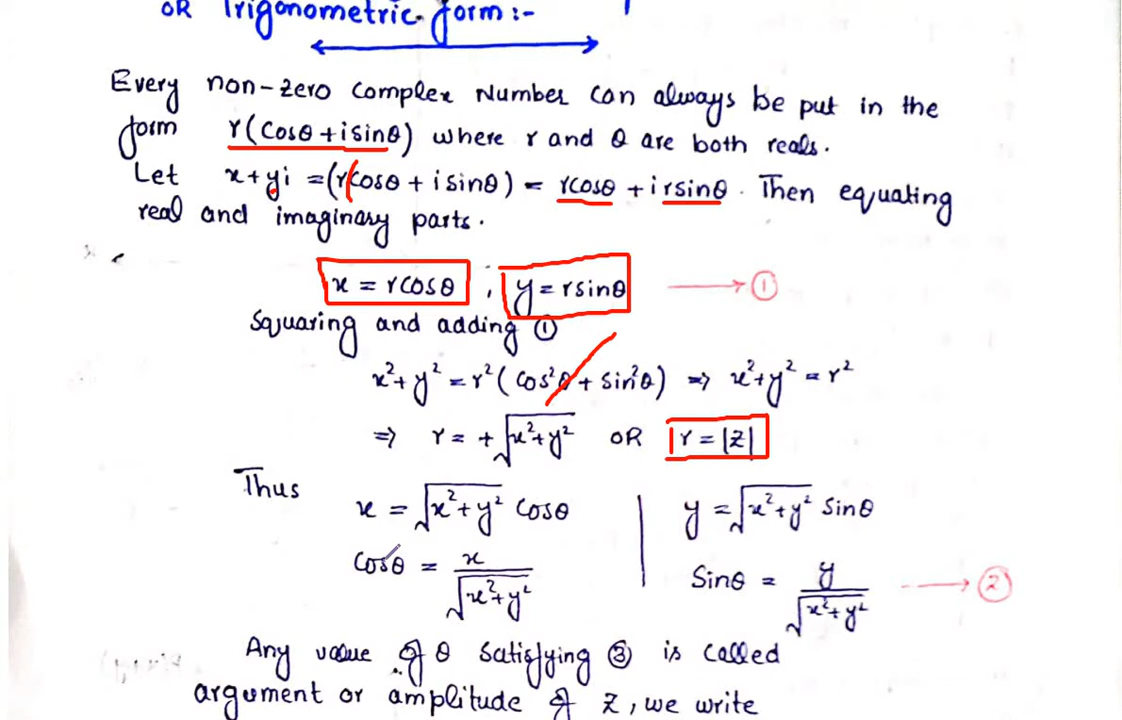 OR Trigonometric form :-
Every non-zero complex Number can always be put in the
form r(Cosθ+isinθ) where r and θ are both reals.
Let x+yi =(r(cosθ + i sinθ) = rcosθ + i rsinθ. Then equating
real and imaginary parts.
x = rcosθ , y = rsinθ → ①
Squaring and adding ①
x²+y² = r²(cos²θ + sin²θ) ⇒ x²+y² = r²
⇒ r = +√x²+y² OR r = |Z|
Thus x = √x²+y² Cosθ | y = √x²+y² Sinθ
Cosθ = x/√x²+y² | Sinθ = y/√x²+y² → ②
Any value of θ satisfying ③ is called
argument or amplitude of Z, we write